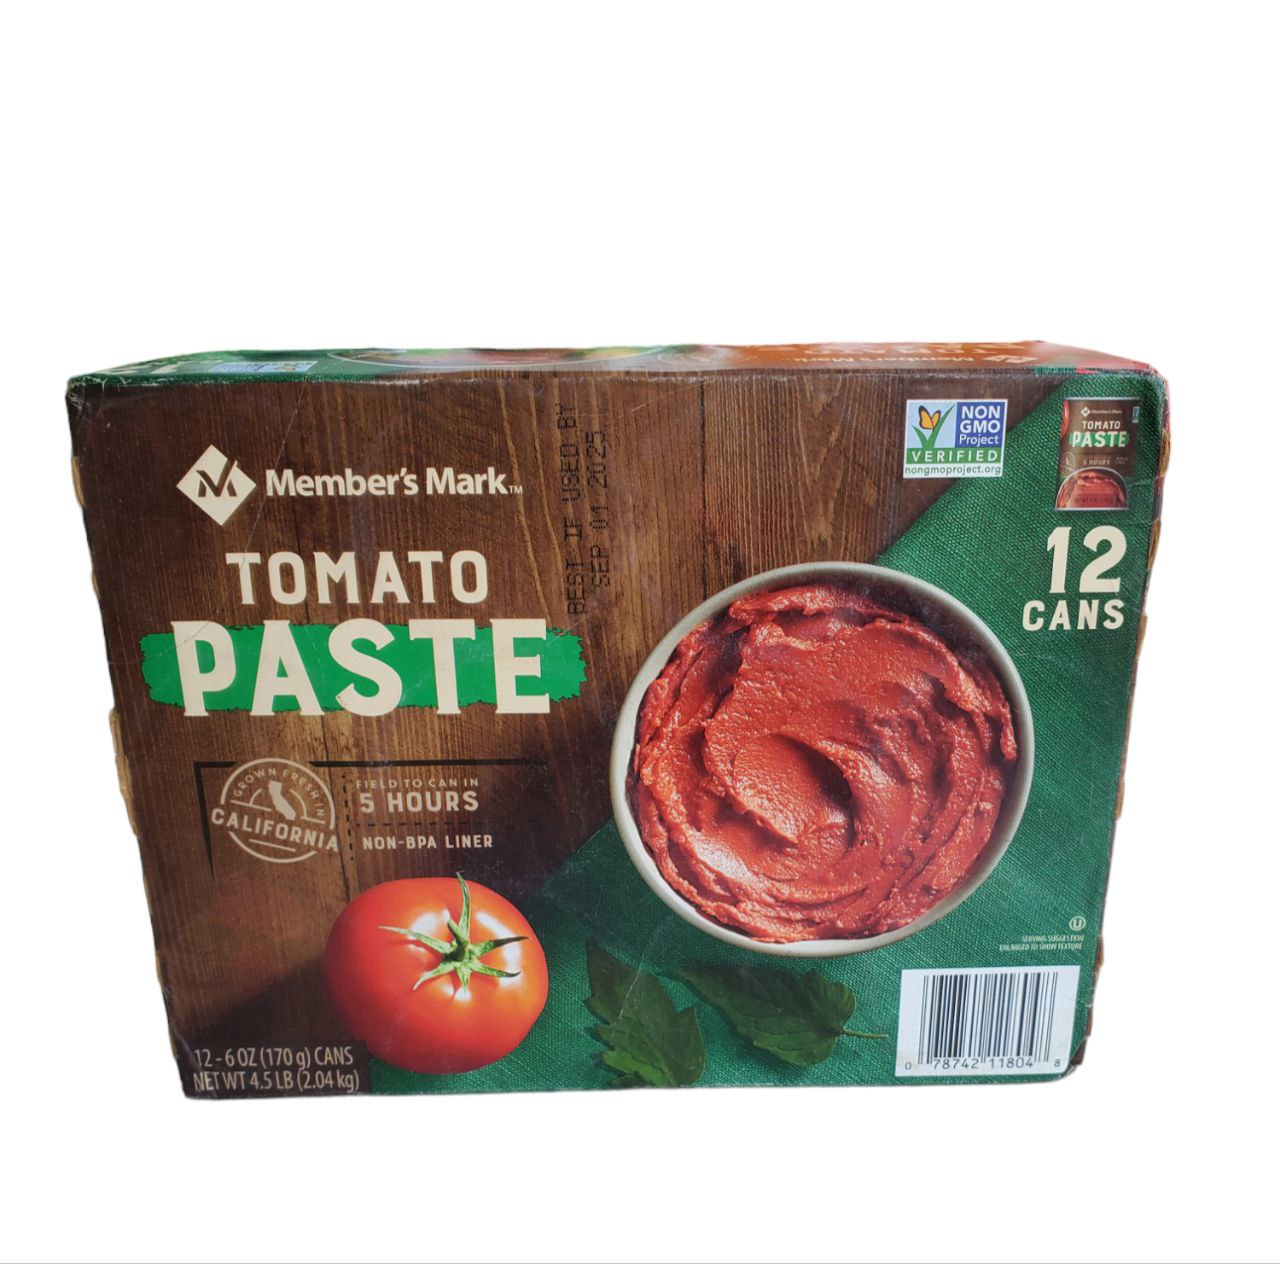 Member's Mark™
TOMATO
PASTE
BEST IF USED BY
SEP 01 2025
GROWN FRESH IN
CALIFORNIA
FIELD TO CAN IN
5 HOURS
NON-BPA LINER
12 - 6 OZ (170 g) CANS
NET WT 4.5 LB (2.04 kg)
NON
GMO
Project
VERIFIED
nongmoproject.org
Member's Mark
TOMATO
PASTE
5 HOURS
12
CANS
U
SERVING SUGGESTION
ENLARGED TO SHOW TEXTURE
0 78742 11804 8